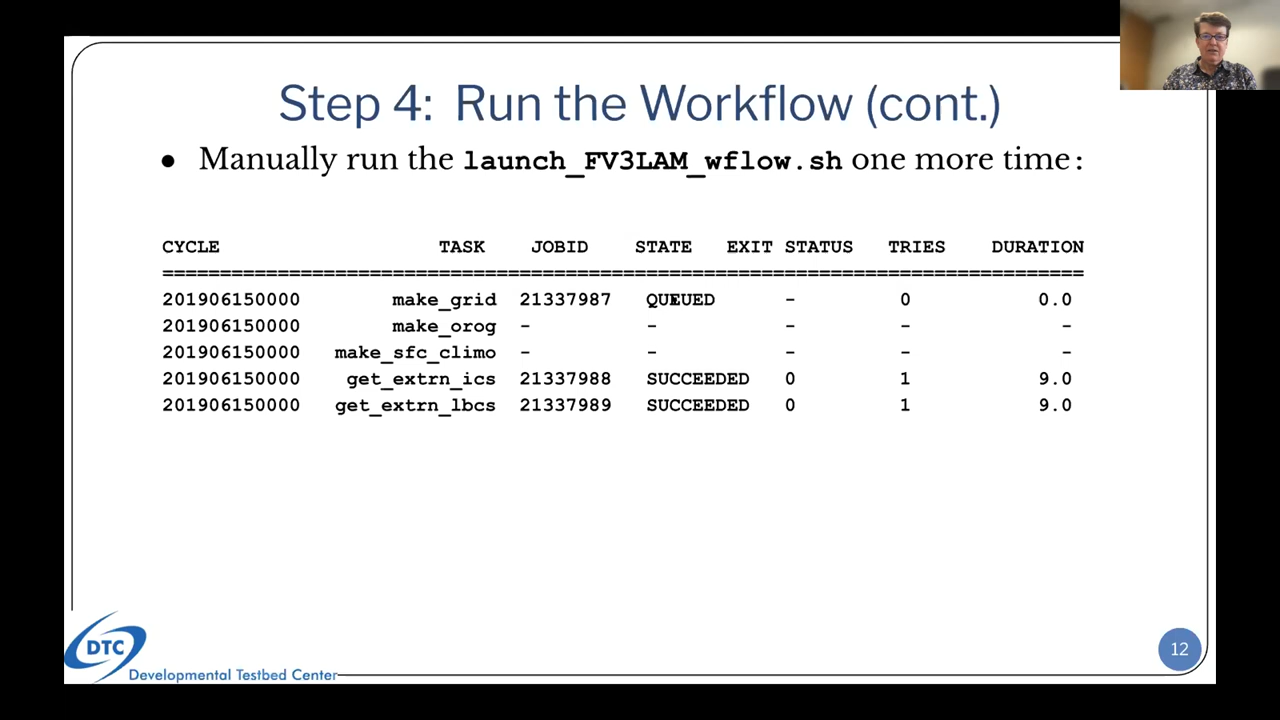 Step 4: Run the Workflow (cont.)
● Manually run the launch_FV3LAM_wflow.sh one more time:
CYCLE TASK JOBID STATE EXIT STATUS TRIES DURATION
================================================================================
201906150000 make_grid 21337987 QUEUED - 0 0.0
201906150000 make_orog - - - - -
201906150000 make_sfc_climo - - - - -
201906150000 get_extrn_ics 21337988 SUCCEEDED 0 1 9.0
201906150000 get_extrn_lbcs 21337989 SUCCEEDED 0 1 9.0
DTC
Developmental Testbed Center
12